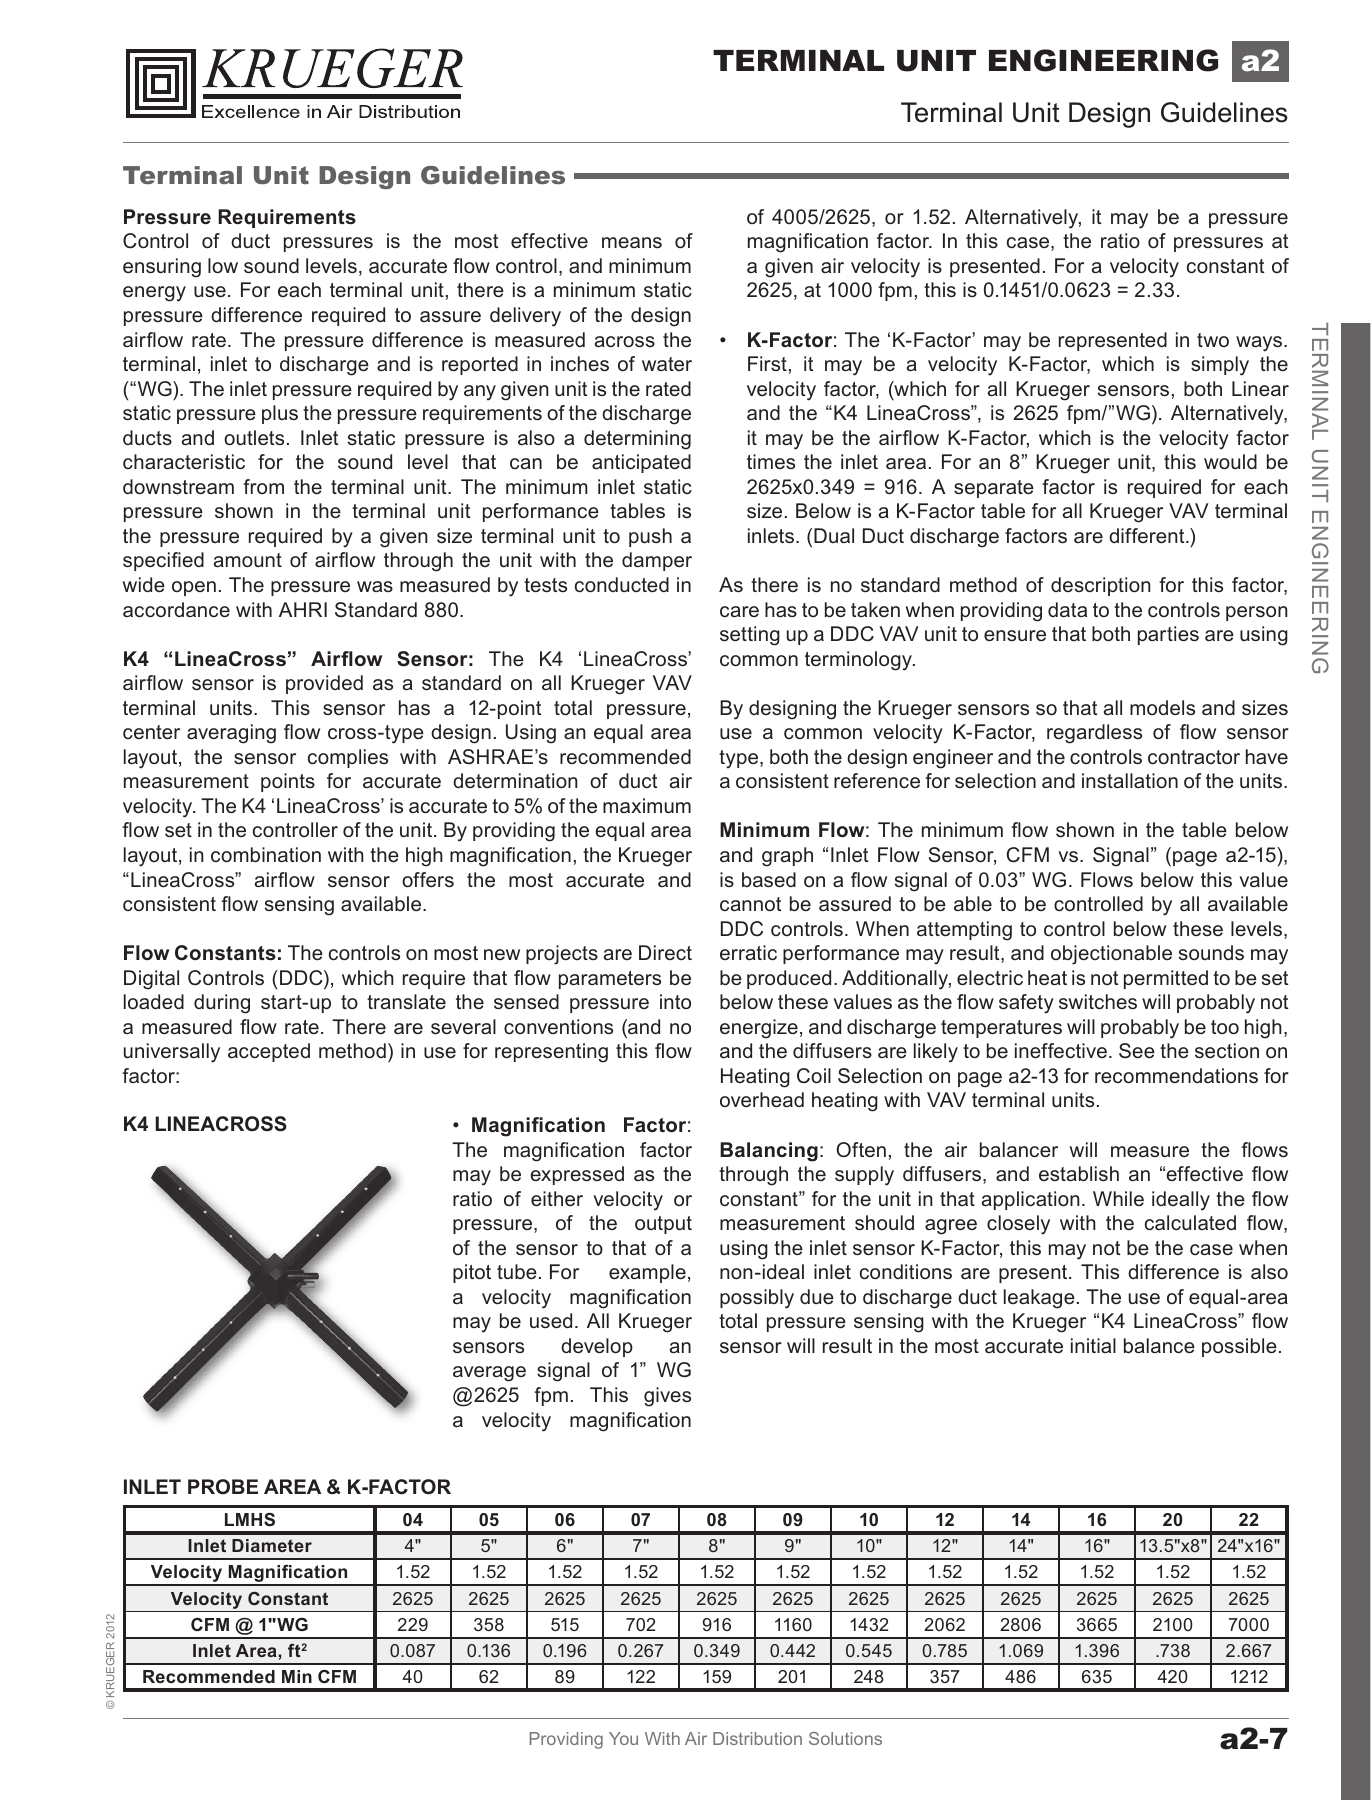 KRUEGER
Excellence in Air Distribution
TERMINAL UNIT ENGINEERING a2
Terminal Unit Design Guidelines
Terminal Unit Design Guidelines
Pressure Requirements
Control of duct pressures is the most effective means of
ensuring low sound levels, accurate flow control, and minimum
energy use. For each terminal unit, there is a minimum static
pressure difference required to assure delivery of the design
airflow rate. The pressure difference is measured across the
terminal, inlet to discharge and is reported in inches of water
(“WG). The inlet pressure required by any given unit is the rated
static pressure plus the pressure requirements of the discharge
ducts and outlets. Inlet static pressure is also a determining
characteristic for the sound level that can be anticipated
downstream from the terminal unit. The minimum inlet static
pressure shown in the terminal unit performance tables is
the pressure required by a given size terminal unit to push a
specified amount of airflow through the unit with the damper
wide open. The pressure was measured by tests conducted in
accordance with AHRI Standard 880.
K4 “LineaCross” Airflow Sensor: The K4 ‘LineaCross’
airflow sensor is provided as a standard on all Krueger VAV
terminal units. This sensor has a 12-point total pressure,
center averaging flow cross-type design. Using an equal area
layout, the sensor complies with ASHRAE’s recommended
measurement points for accurate determination of duct air
velocity. The K4 ‘LineaCross’ is accurate to 5% of the maximum
flow set in the controller of the unit. By providing the equal area
layout, in combination with the high magnification, the Krueger
“LineaCross” airflow sensor offers the most accurate and
consistent flow sensing available.
Flow Constants: The controls on most new projects are Direct
Digital Controls (DDC), which require that flow parameters be
loaded during start-up to translate the sensed pressure into
a measured flow rate. There are several conventions (and no
universally accepted method) in use for representing this flow
factor:
K4 LINEACROSS
• Magnification Factor:
The magnification factor
may be expressed as the
ratio of either velocity or
pressure, of the output
of the sensor to that of a
pitot tube. For example,
a velocity magnification
may be used. All Krueger
sensors develop an
average signal of 1” WG
@2625 fpm. This gives
a velocity magnification
of 4005/2625, or 1.52. Alternatively, it may be a pressure
magnification factor. In this case, the ratio of pressures at
a given air velocity is presented. For a velocity constant of
2625, at 1000 fpm, this is 0.1451/0.0623 = 2.33.
• K-Factor: The ‘K-Factor’ may be represented in two ways.
First, it may be a velocity K-Factor, which is simply the
velocity factor, (which for all Krueger sensors, both Linear
and the “K4 LineaCross”, is 2625 fpm/”WG). Alternatively,
it may be the airflow K-Factor, which is the velocity factor
times the inlet area. For an 8” Krueger unit, this would be
2625x0.349 = 916. A separate factor is required for each
size. Below is a K-Factor table for all Krueger VAV terminal
inlets. (Dual Duct discharge factors are different.)
As there is no standard method of description for this factor,
care has to be taken when providing data to the controls person
setting up a DDC VAV unit to ensure that both parties are using
common terminology.
By designing the Krueger sensors so that all models and sizes
use a common velocity K-Factor, regardless of flow sensor
type, both the design engineer and the controls contractor have
a consistent reference for selection and installation of the units.
Minimum Flow: The minimum flow shown in the table below
and graph “Inlet Flow Sensor, CFM vs. Signal” (page a2-15),
is based on a flow signal of 0.03” WG. Flows below this value
cannot be assured to be able to be controlled by all available
DDC controls. When attempting to control below these levels,
erratic performance may result, and objectionable sounds may
be produced. Additionally, electric heat is not permitted to be set
below these values as the flow safety switches will probably not
energize, and discharge temperatures will probably be too high,
and the diffusers are likely to be ineffective. See the section on
Heating Coil Selection on page a2-13 for recommendations for
overhead heating with VAV terminal units.
Balancing: Often, the air balancer will measure the flows
through the supply diffusers, and establish an “effective flow
constant” for the unit in that application. While ideally the flow
measurement should agree closely with the calculated flow,
using the inlet sensor K-Factor, this may not be the case when
non-ideal inlet conditions are present. This difference is also
possibly due to discharge duct leakage. The use of equal-area
total pressure sensing with the Krueger “K4 LineaCross” flow
sensor will result in the most accurate initial balance possible.
TERMINAL UNIT ENGINEERING
INLET PROBE AREA & K-FACTOR
LMHS 04 05 06 07 08 09 10 12 14 16 20 22
Inlet Diameter 4" 5" 6" 7" 8" 9" 10" 12" 14" 16" 13.5"x8" 24"x16"
Velocity Magnification 1.52 1.52 1.52 1.52 1.52 1.52 1.52 1.52 1.52 1.52 1.52 1.52
Velocity Constant 2625 2625 2625 2625 2625 2625 2625 2625 2625 2625 2625 2625
CFM @ 1"WG 229 358 515 702 916 1160 1432 2062 2806 3665 2100 7000
Inlet Area, ft² 0.087 0.136 0.196 0.267 0.349 0.442 0.545 0.785 1.069 1.396 .738 2.667
Recommended Min CFM 40 62 89 122 159 201 248 357 486 635 420 1212
© KRUEGER 2012
Providing You With Air Distribution Solutions
a2-7